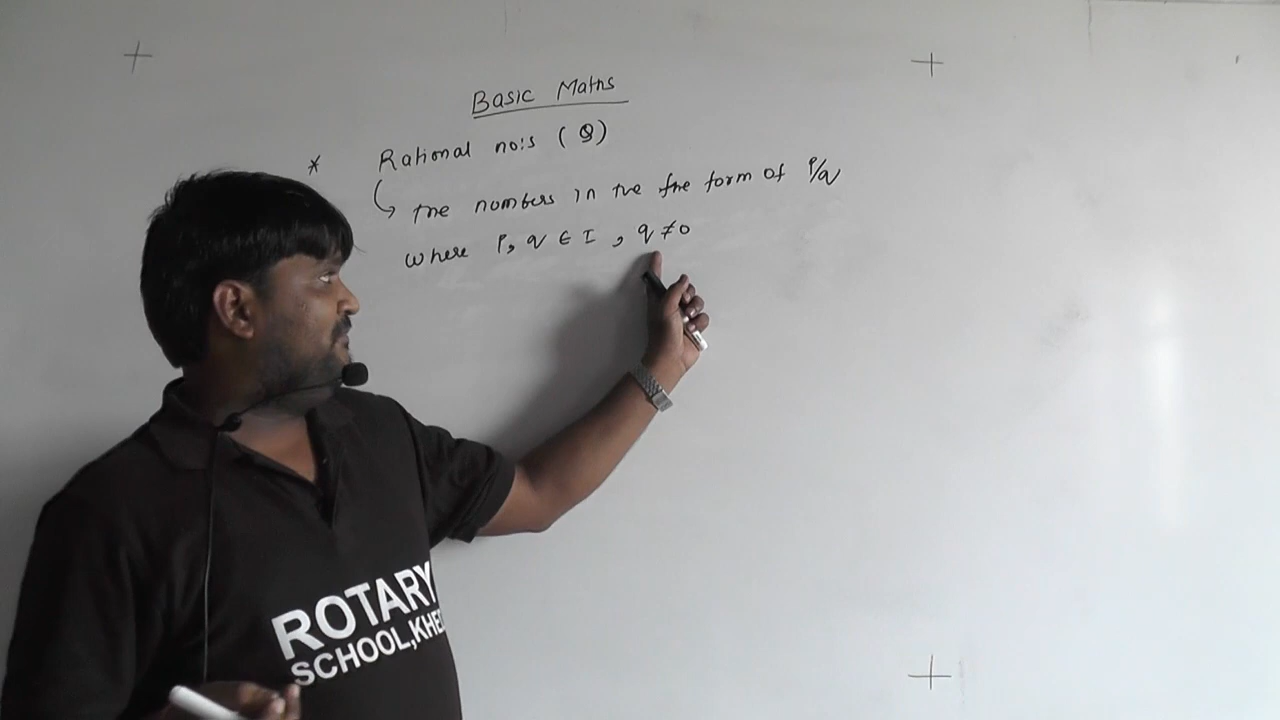 Basic Maths
* Rational no:s (Q)
The numbers in the the form of P/q
where P, q ∈ I , q ≠ 0
ROTARY
SCHOOL,KHE